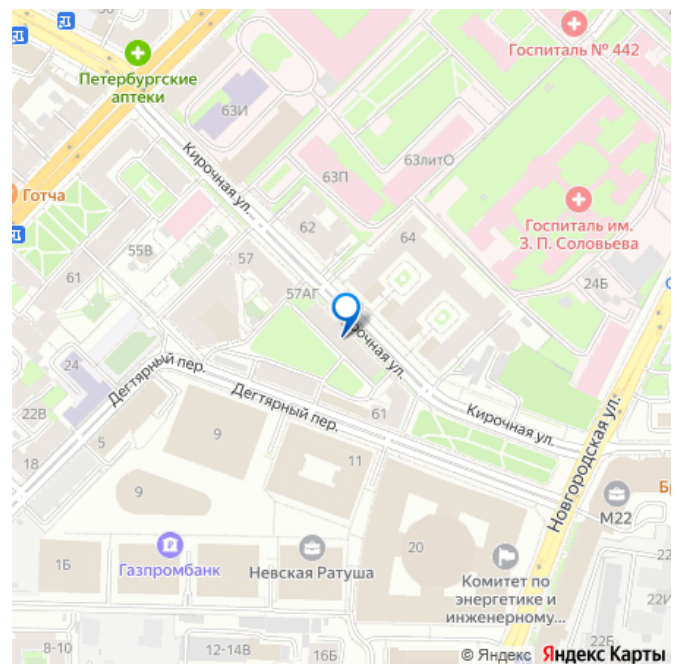 Госпиталь № 442
Петербургские
аптеки
63И
Кирочная ул.
63П
63литО
Готча
Госпиталь им.
З. П. Соловьева
62
64
55В
57
24Б
61
57АГ
Кирочная ул.
24
Дегтярный пер.
Дегтярный пер.
22В
61
Кирочная ул.
Новгородская ул.
5
9
11
18
9
М22
20
1Б
Газпромбанк
Невская Ратуша
Комитет по
энергетике и
инженерному...
22И
22Б
8-10
12-14В
16Б
© Яндекс Яндекс Карты